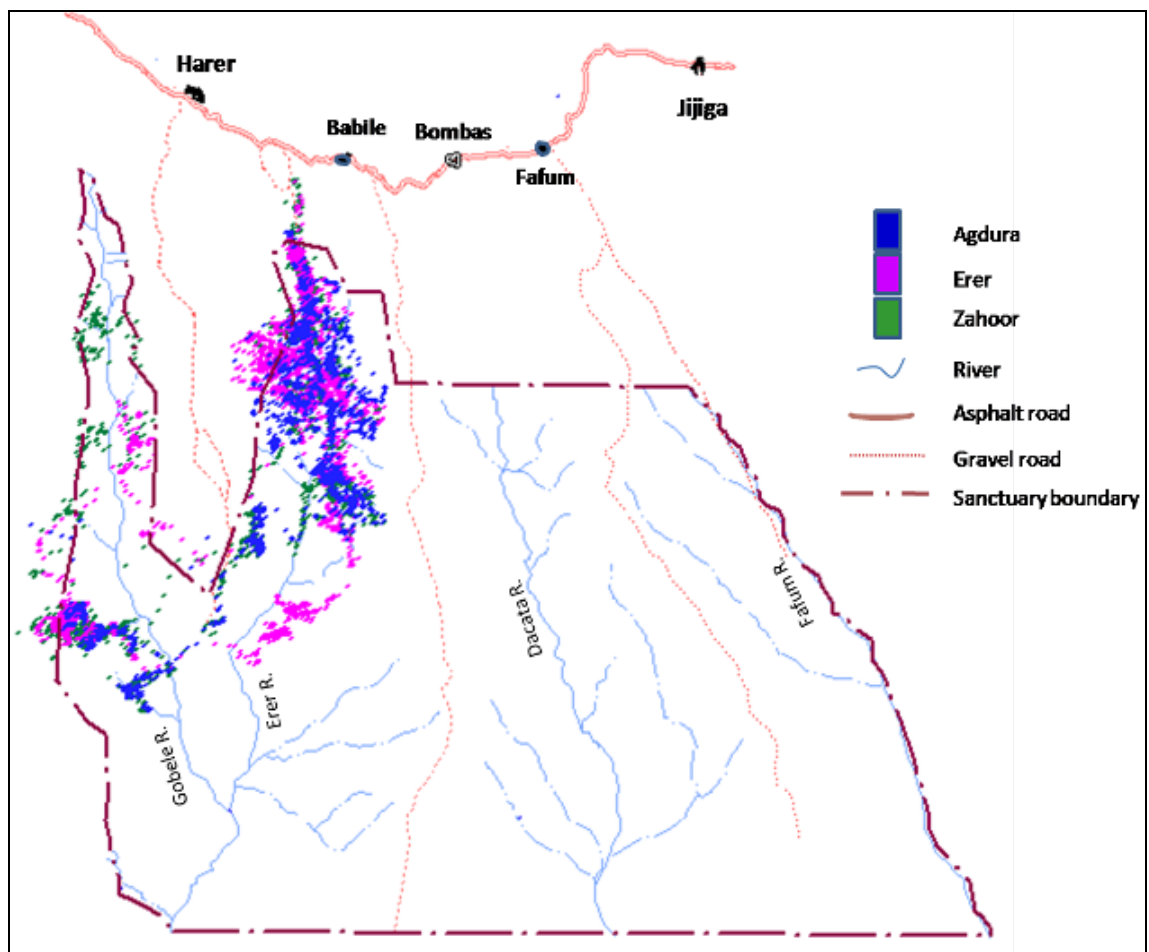 Harer
Jijiga
Babile
Bombas
Fafum
Agdura
Erer
Zahoor
River
Asphalt road
Gravel road
Sanctuary boundary
Fafum R.
Dacata R.
Erer R.
Gobele R.